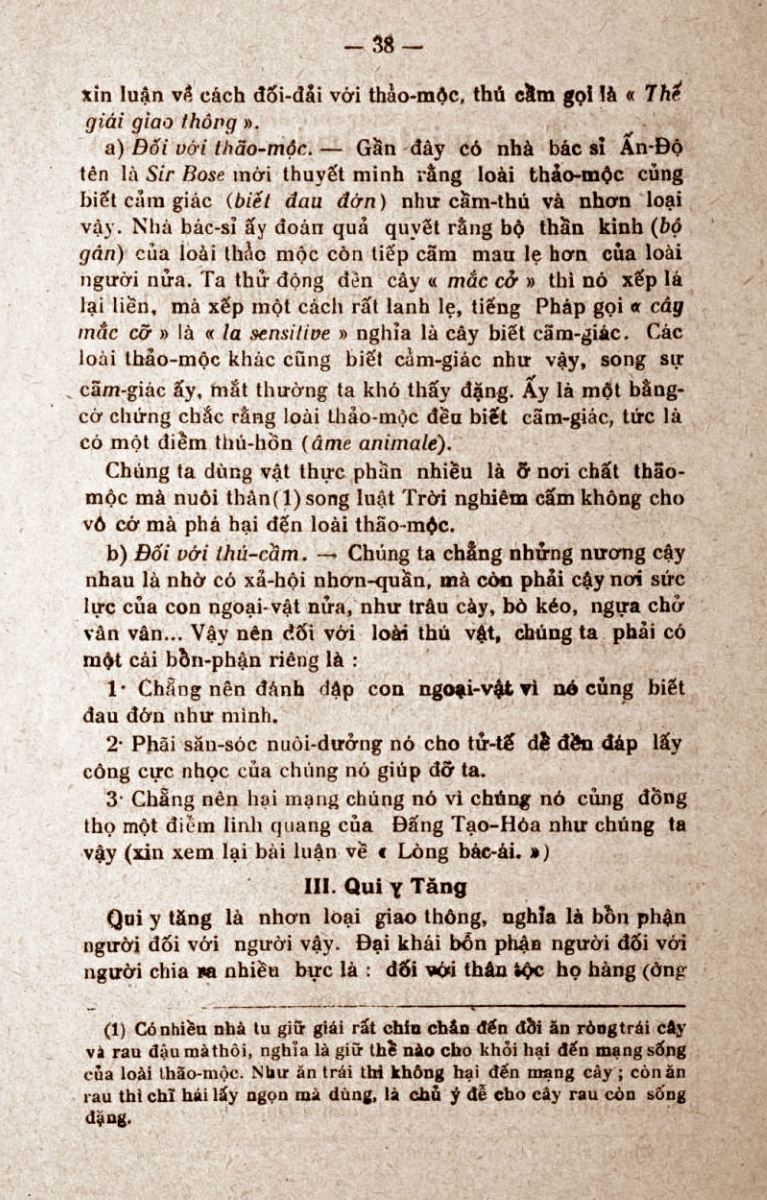 — 38 —
xin luận về cách đối-đải với thảo-mộc, thú cầm gọi là « Thế
giái giao thông ».
a) Đối với thão-mộc. — Gần đây có nhà bác sỉ Ấn-Độ
tên là Sir Bose mới thuyết minh rằng loài thảo-mộc củng
biết cảm giác (biết đau đớn) như cầm-thú và nhơn loại
vậy. Nhà bác-sỉ ấy đoán quả quyết rằng bộ thần kinh (bộ
gân) của loài thảo mộc còn tiếp cãm mau lẹ hơn của loài
người nửa. Ta thử động đèn cây « mắc cở » thì nó xếp lá
lại liền, mà xếp một cách rất lanh lẹ, tiếng Pháp gọi « cây
mắc cỡ » là « la sensitive » nghĩa là cây biết cãm-giác. Các
loài thảo-mộc khác cũng biết cảm-giác như vậy, song sự
cãm-giác ấy, mắt thường ta khó thấy đặng. Ấy là một bằng-
cớ chứng chắc rằng loài thảo-mộc đều biết cãm-giác, tức là
có một điểm thú-hồn (âme animale).
Chúng ta dùng vật thực phần nhiều là ở nơi chất thão-
mộc mà nuôi thân(1) song luật Trời nghiêm cấm không cho
vô cớ mà phá hại đến loài thão-mộc.
b) Đối với thú-cầm. — Chúng ta chẳng những nương cậy
nhau là nhờ có xả-hội nhơn-quần, mà còn phải cậy nơi sức
lực của con ngoại-vật nửa, như trâu cày, bò kéo, ngựa chở
vân vân... Vậy nên đối với loài thú vật, chúng ta phải có
một cái bổn-phận riêng là :
1· Chẳng nên đánh đập con ngoại-vật vì nó củng biết
đau đớn như mình.
2· Phãi săn-sóc nuôi-dưởng nó cho tử-tế dề đền đáp lấy
công cực nhọc của chúng nó giúp đỡ ta.
3· Chẳng nên hại mạng chúng nó vì chúng nó củng đồng
thọ một điểm linh quang của Đấng Tạo-Hóa như chúng ta
vậy (xin xem lại bài luận về « Lòng bác-ái. »)
III. Qui y Tăng
Qui y tăng là nhơn loại giao thông, nghĩa là bổn phận
người đối với người vậy. Đại khái bổn phận người đối với
người chia ra nhiều bực là : đối với thân tộc họ hàng (ông
(1) Có nhiều nhà tu giữ giái rất chín chắn đến đỗi ăn ròng trái cây
và rau đậu mà thôi, nghĩa là giữ thế nào cho khỏi hại đến mạng sống
của loài thão-mộc. Như ăn trái thì không hại đến mạng cây ; còn ăn
rau thì chĩ hái lấy ngọn mà dùng, là chủ ý để cho cây rau còn sống
đặng.